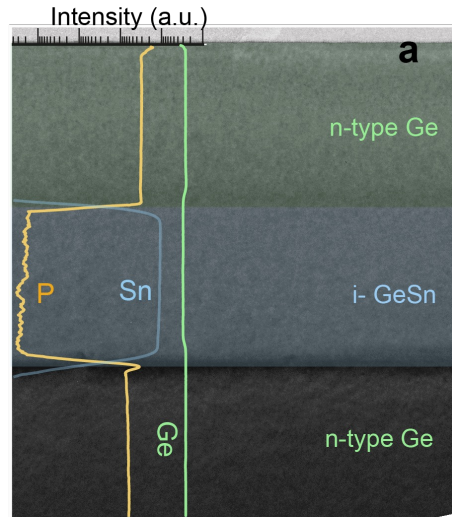 Intensity (a.u.)
a
n-type Ge
P
Sn
i- GeSn
Ge
n-type Ge